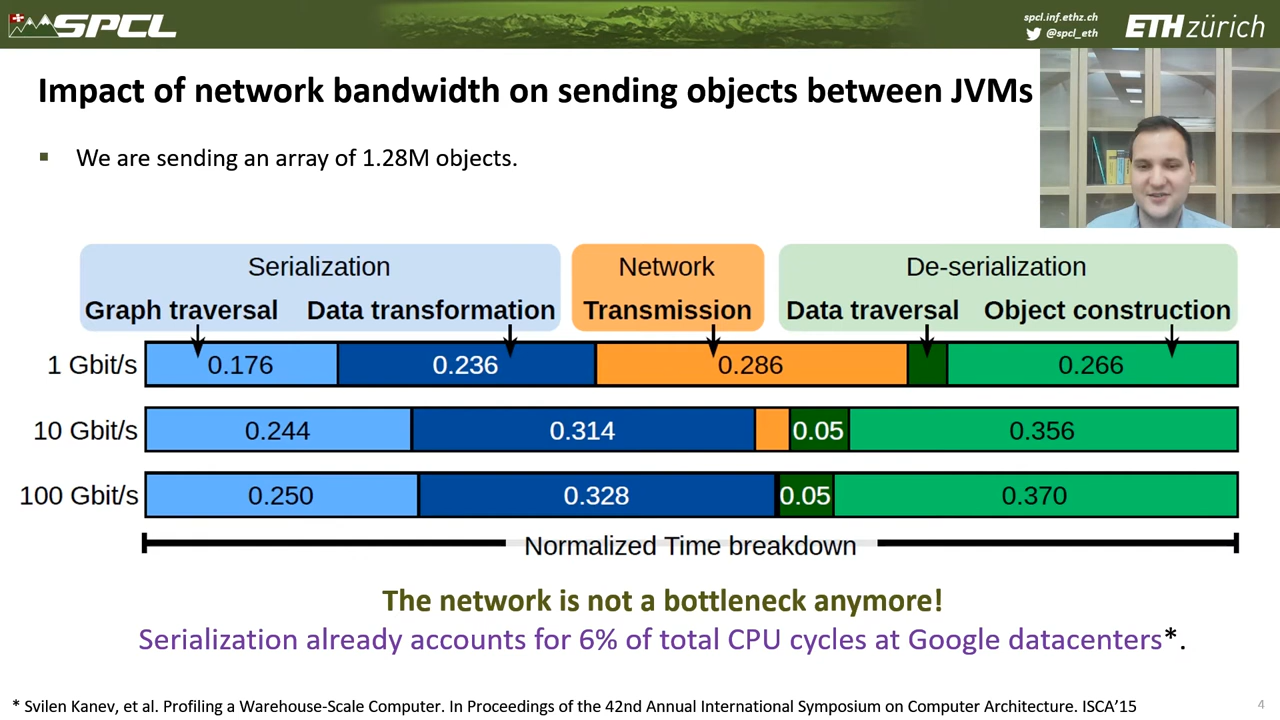 SPCL
spcl.inf.ethz.ch
@spcl_eth
ETH zürich
Impact of network bandwidth on sending objects between JVMs
We are sending an array of 1.28M objects.
Serialization
Network
De-serialization
Graph traversal Data transformation
Transmission
Data traversal Object construction
1 Gbit/s 0.176 0.236 0.286 0.266
10 Gbit/s 0.244 0.314 0.05 0.356
100 Gbit/s 0.250 0.328 0.05 0.370
Normalized Time breakdown
The network is not a bottleneck anymore!
Serialization already accounts for 6% of total CPU cycles at Google datacenters*.
* Svilen Kanev, et al. Profiling a Warehouse-Scale Computer. In Proceedings of the 42nd Annual International Symposium on Computer Architecture. ISCA’15
4